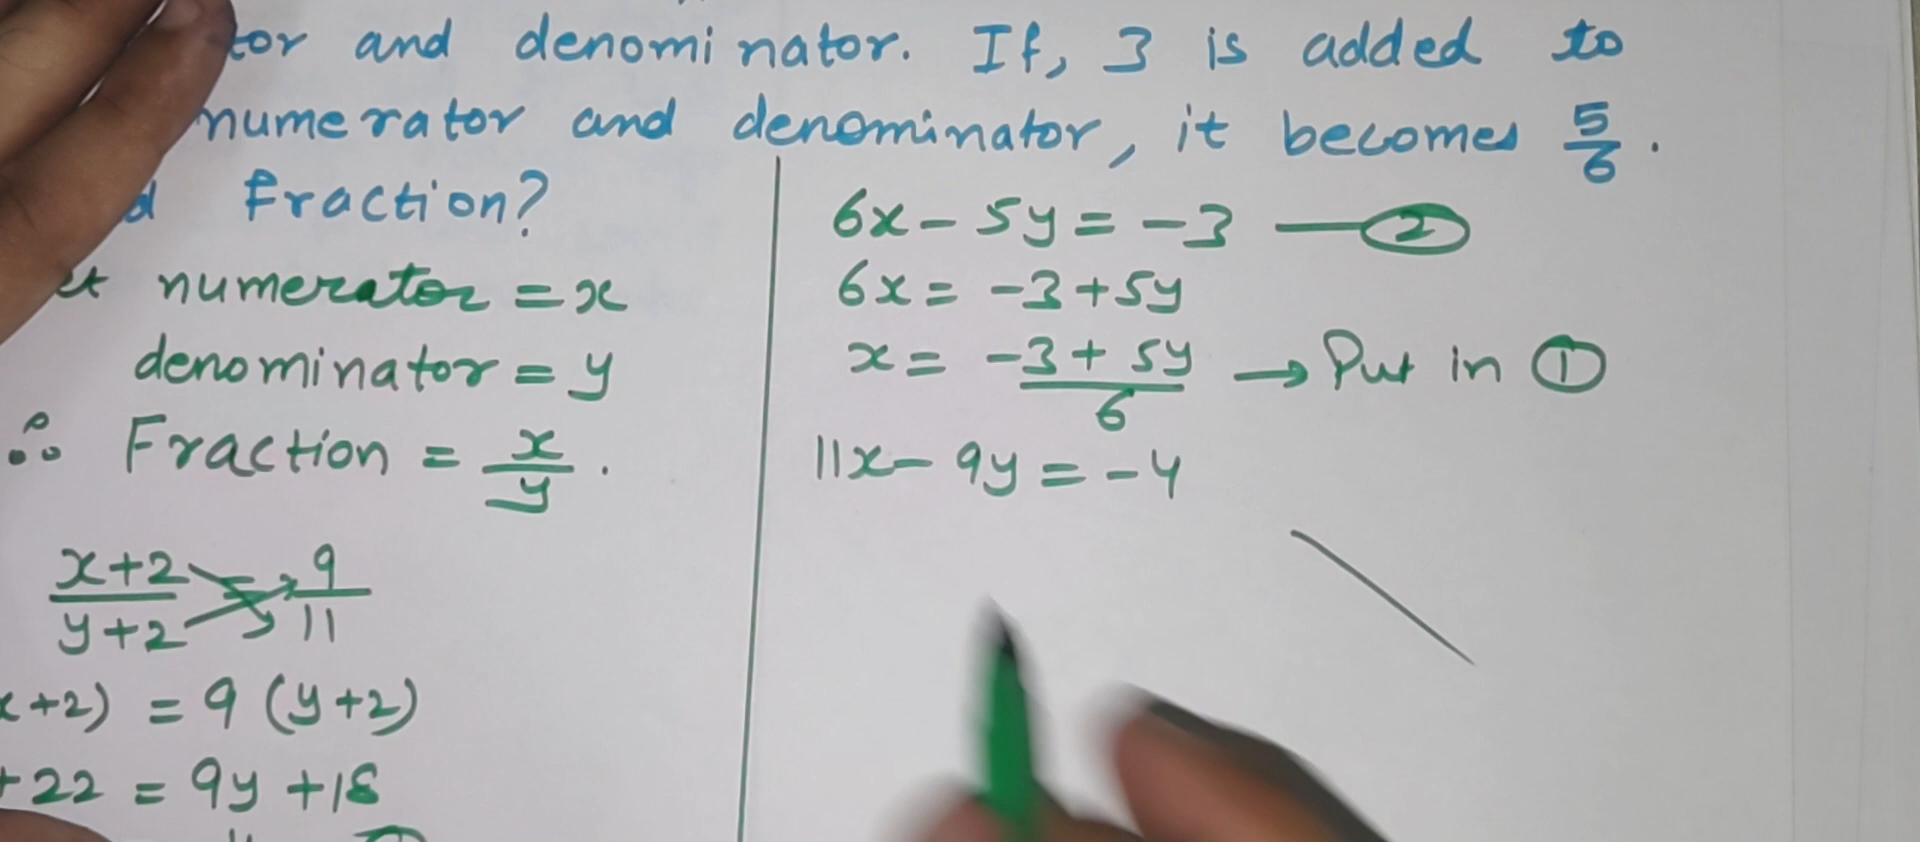 and denominator. If, 3 is added to
numerator and denominator, it becomes 5/6.
Fraction?
numerator = x
denominator = y
∴ Fraction = x/y.
x+2/y+2 = 9/11
+2) = 9 (y+2)
+22 = 9y + 18
6x - 5y = -3 — ②
6x = -3 + 5y
x = -3 + 5y/6 → Put in ①
11x - 9y = -4